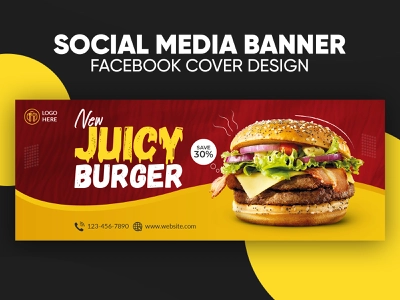 SOCIAL MEDIA BANNER
FACEBOOK COVER DESIGN
LOGO
HERE
New
JUICY
BURGER
SAVE
30%
123-456-7890
www.website.com